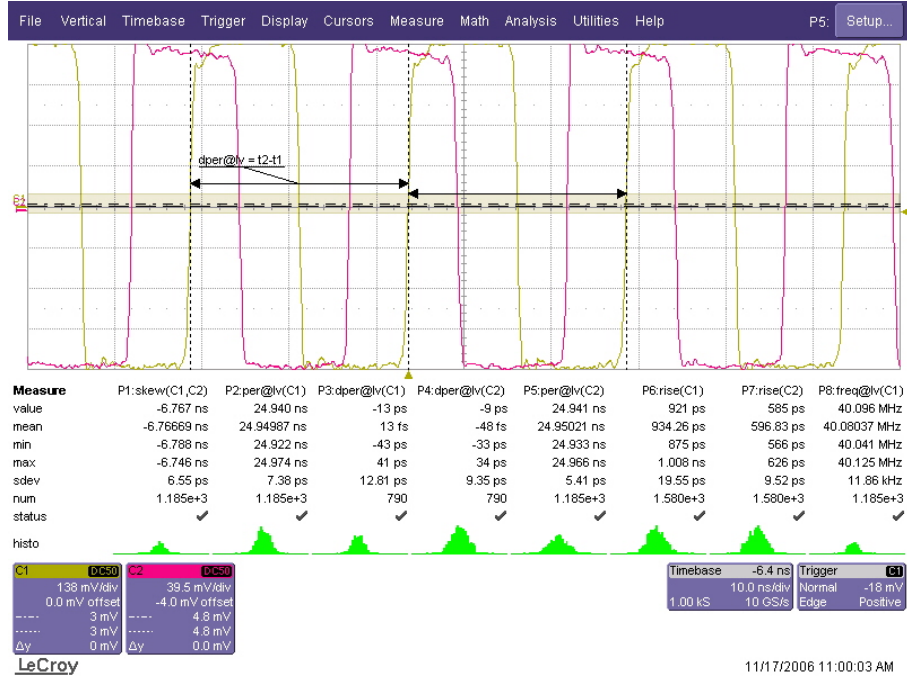 File Vertical Timebase Trigger Display Cursors Measure Math Analysis Utilities Help P5: Setup...
dper@lv = t2-t1
Measure P1:skew(C1,C2) P2:per@lv(C1) P3:dper@lv(C1) P4:dper@lv(C2) P5:per@lv(C2) P6:rise(C1) P7:rise(C2) P8:freq@lv(C1)
value -6.767 ns 24.940 ns -13 ps -9 ps 24.941 ns 921 ps 585 ps 40.096 MHz
mean -6.76669 ns 24.94987 ns 13 fs -48 fs 24.95021 ns 934.26 ps 596.83 ps 40.08037 MHz
min -6.788 ns 24.922 ns -43 ps -33 ps 24.933 ns 875 ps 566 ps 40.041 MHz
max -6.746 ns 24.974 ns 41 ps 34 ps 24.966 ns 1.008 ns 626 ps 40.125 MHz
sdev 6.55 ps 7.38 ps 12.81 ps 9.35 ps 5.41 ps 19.55 ps 9.52 ps 11.86 kHz
num 1.185e+3 1.185e+3 790 790 1.185e+3 1.580e+3 1.580e+3 1.185e+3
status
histo
C1 DC50 C2 DC50 Timebase -6.4 ns Trigger C1
138 mV/div 39.5 mV/div 10.0 ns/div Normal -18 mV
0.0 mV offset -4.0 mV offset 1.00 kS 10 GS/s Edge Positive
3 mV 4.8 mV
3 mV 4.8 mV
Δy 0 mV Δy 0.0 mV
LeCroy 11/17/2006 11:00:03 AM